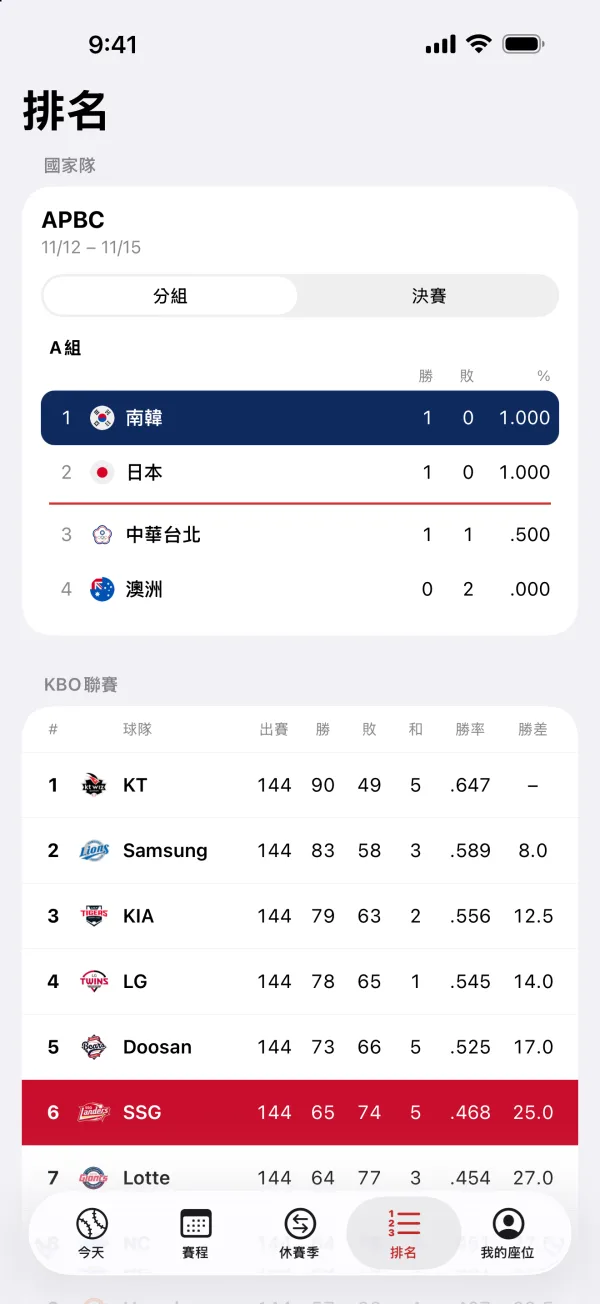 9:41
排名
國家隊
APBC
11/12 – 11/15
分組 決賽
A組
勝 敗 %
1 南韓 1 0 1.000
2 日本 1 0 1.000
3 中華台北 1 1 .500
4 澳洲 0 2 .000
KBO聯賽
# 球隊 出賽 勝 敗 和 勝率 勝差
1 KT 144 90 49 5 .647 –
2 Samsung 144 83 58 3 .589 8.0
3 KIA 144 79 63 2 .556 12.5
4 LG 144 78 65 1 .545 14.0
5 Doosan 144 73 66 5 .525 17.0
6 SSG 144 65 74 5 .468 25.0
7 Lotte 144 64 77 3 .454 27.0
8 NC
今天 賽程 休賽季 排名 我的座位